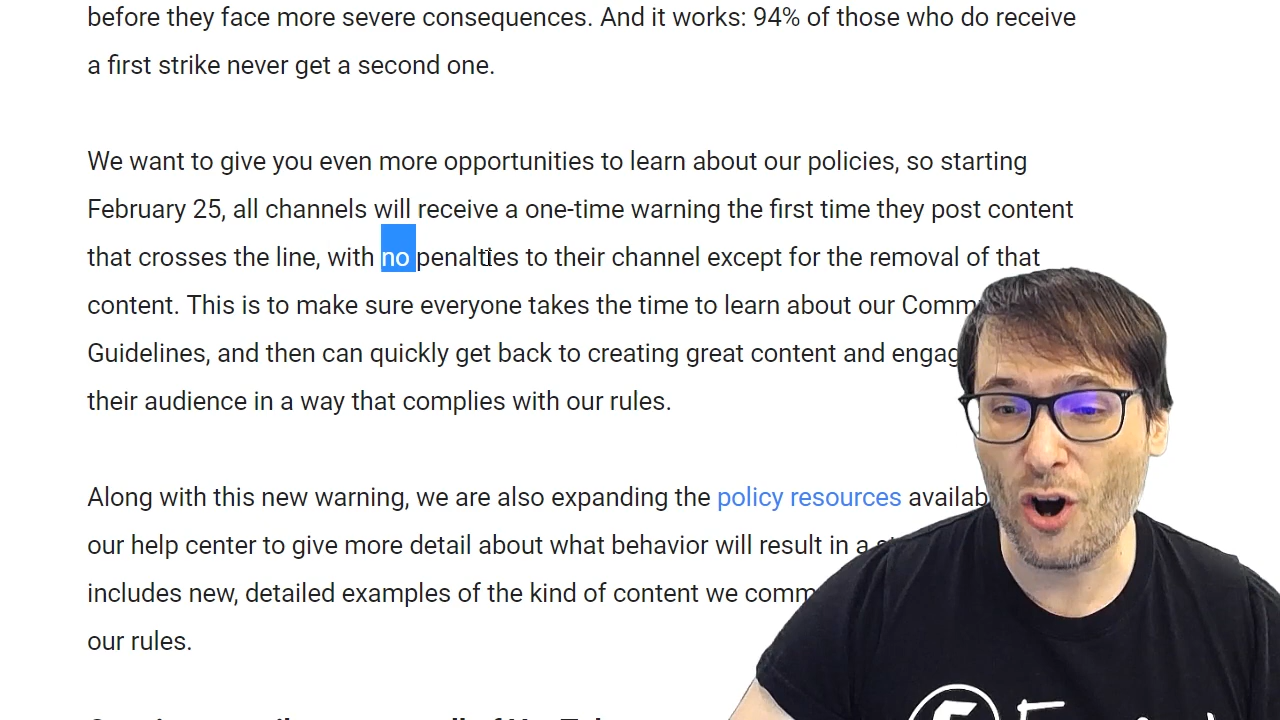 before they face more severe consequences. And it works: 94% of those who do receive
a first strike never get a second one.
We want to give you even more opportunities to learn about our policies, so starting
February 25, all channels will receive a one-time warning the first time they post content
that crosses the line, with no penalties to their channel except for the removal of that
content. This is to make sure everyone takes the time to learn about our Comm
Guidelines, and then can quickly get back to creating great content and engag
their audience in a way that complies with our rules.
Along with this new warning, we are also expanding the policy resources availab
our help center to give more detail about what behavior will result in a
includes new, detailed examples of the kind of content we comm
our rules.